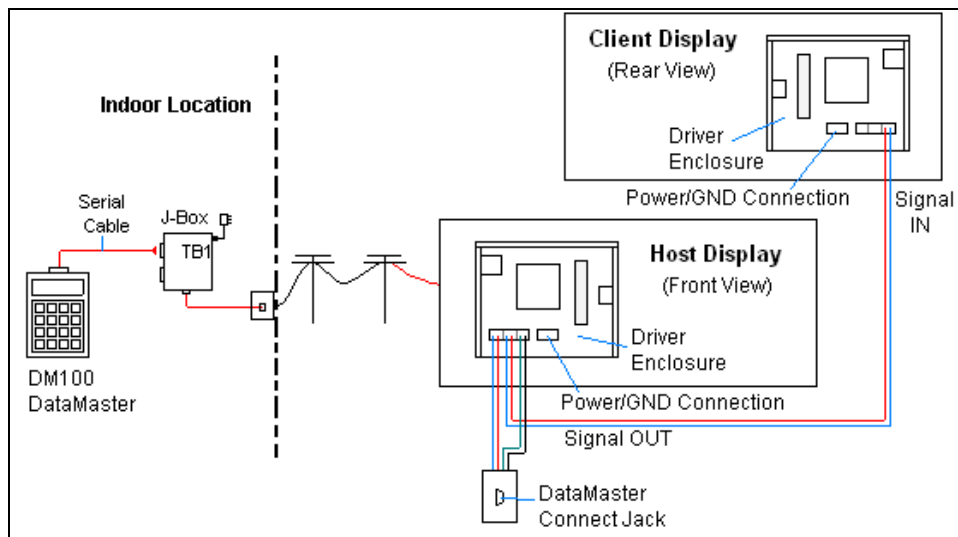 Client Display
(Rear View)
Driver
Enclosure
Power/GND Connection
Signal
IN
Indoor Location
Serial
Cable
J-Box
TB1
DM100
DataMaster
Host Display
(Front View)
Driver
Enclosure
Power/GND Connection
Signal OUT
DataMaster
Connect Jack